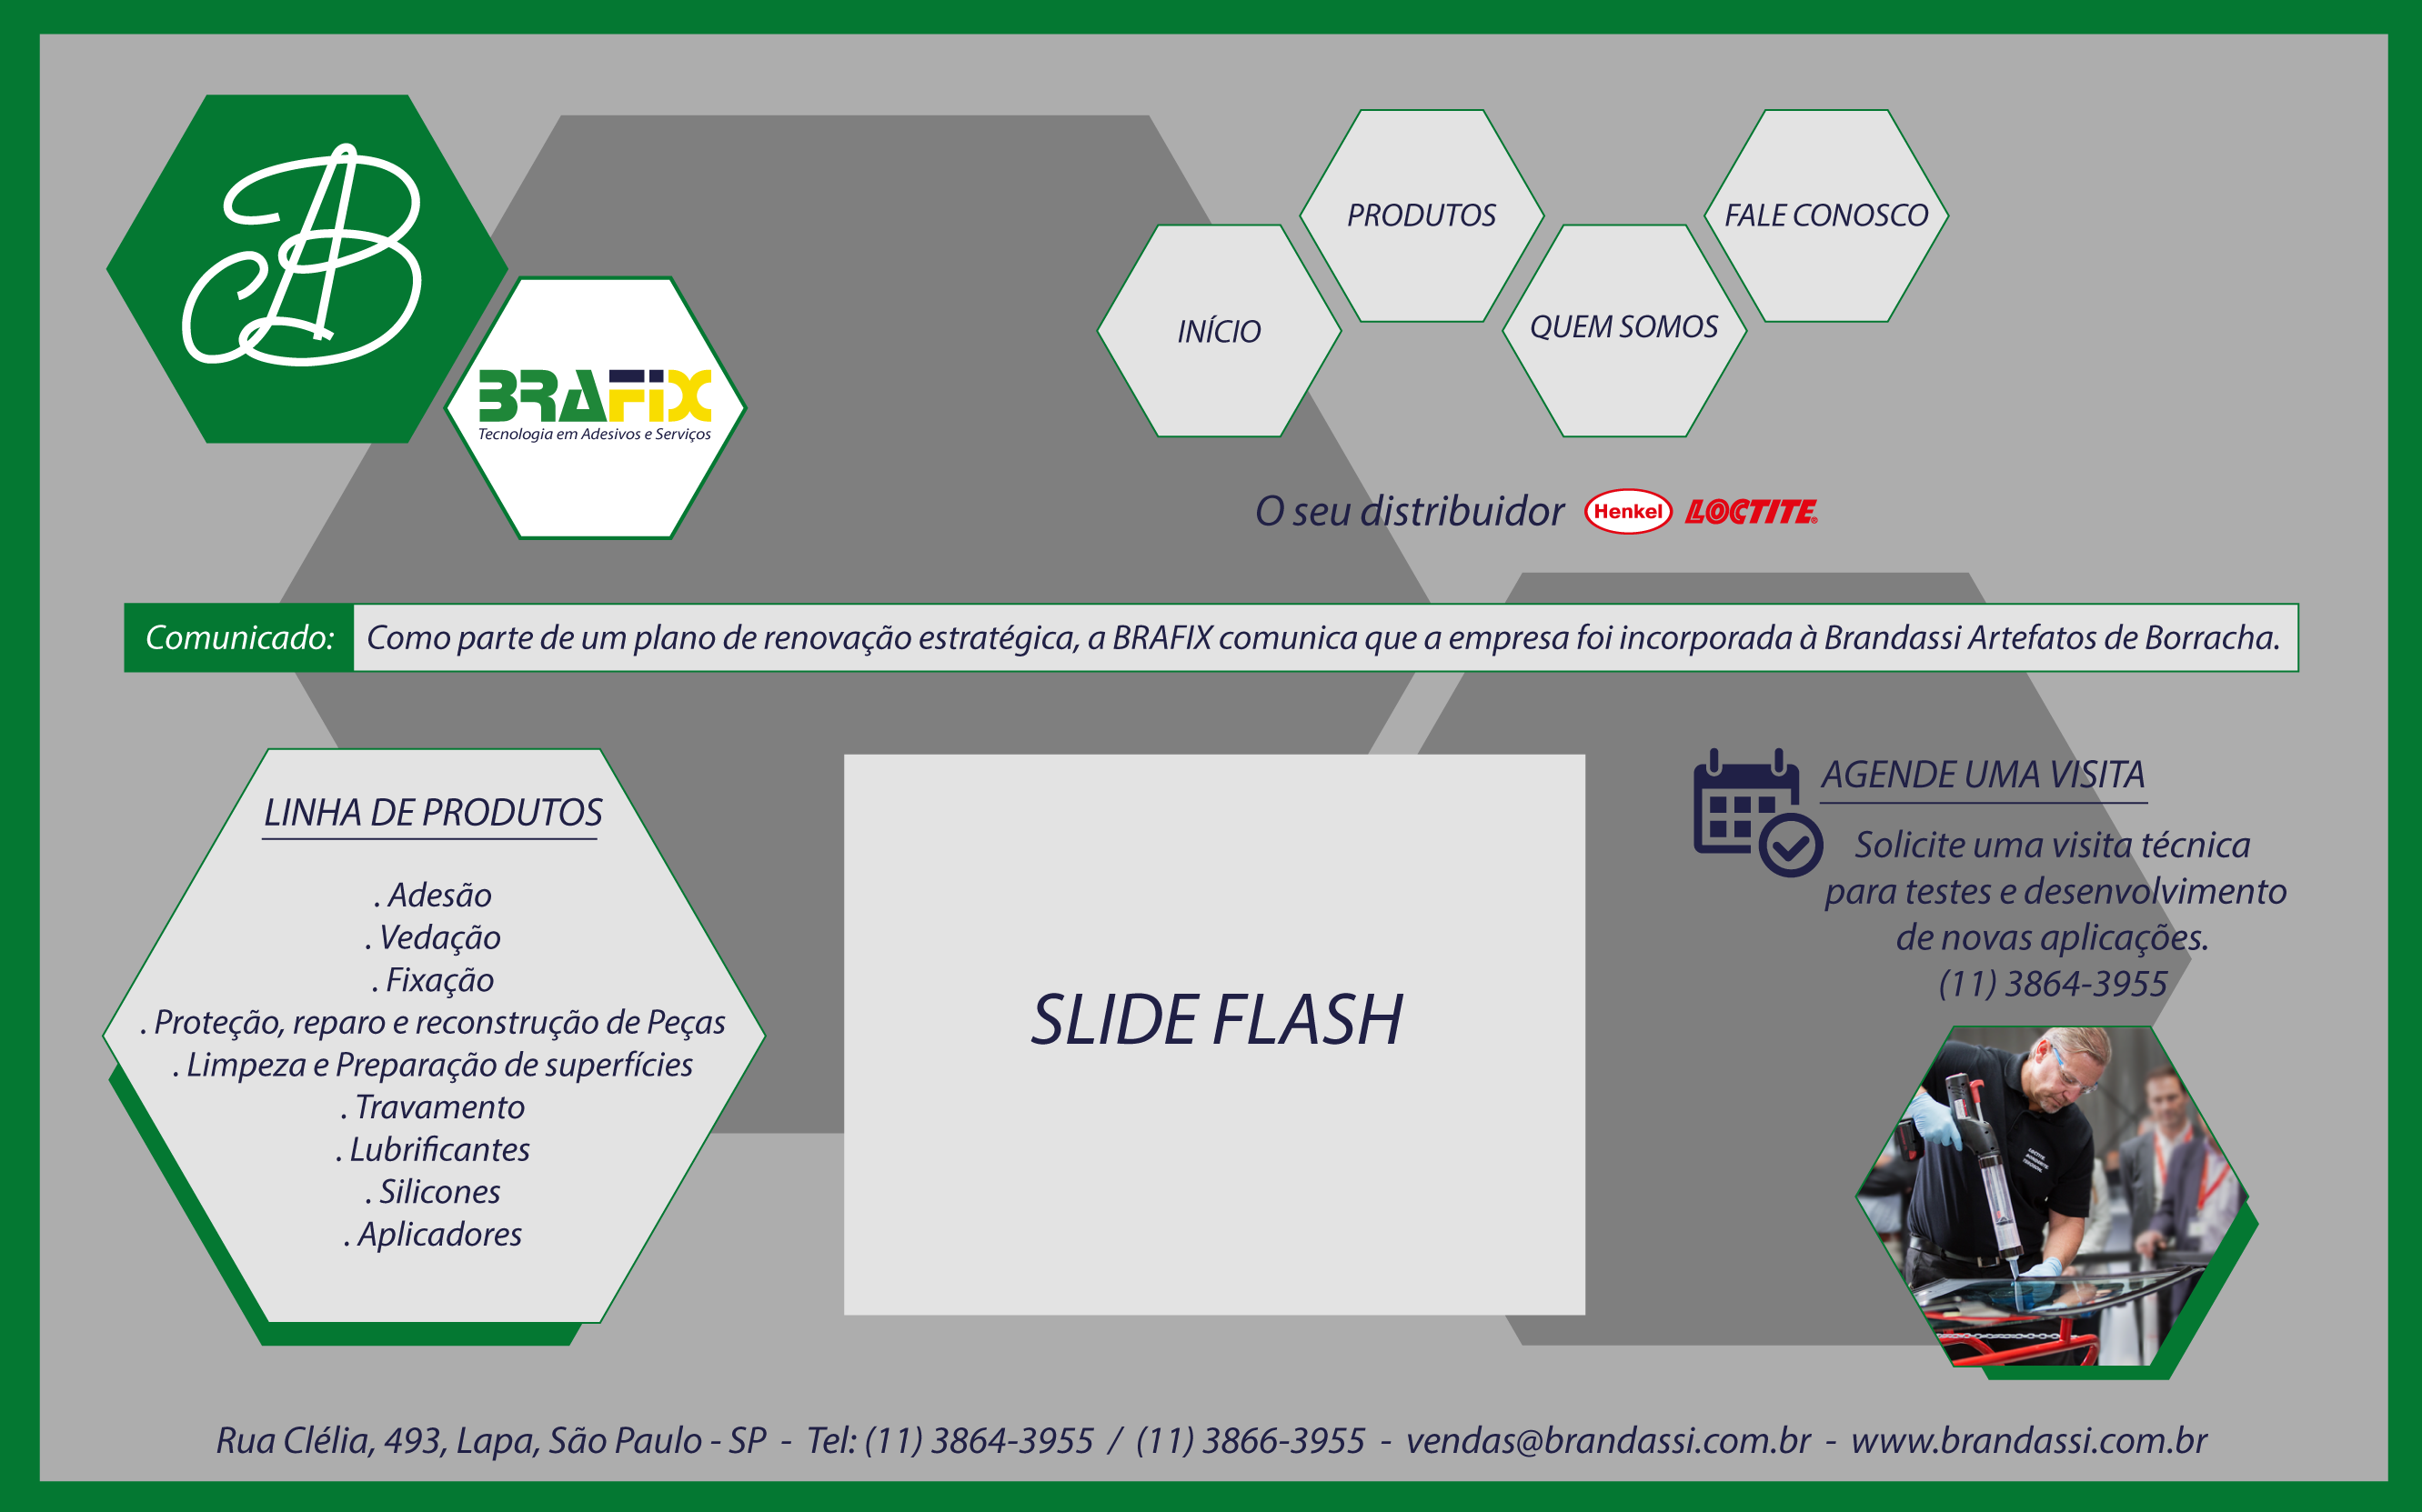 PRODUTOS
FALE CONOSCO
INÍCIO
QUEM SOMOS
BRAFIX
Tecnologia em Adesivos e Serviços
O seu distribuidor Henkel LOCTITE®
Comunicado: Como parte de um plano de renovação estratégica, a BRAFIX comunica que a empresa foi incorporada à Brandassi Artefatos de Borracha.
LINHA DE PRODUTOS
. Adesão
. Vedação
. Fixação
. Proteção, reparo e reconstrução de Peças
. Limpeza e Preparação de superfícies
. Travamento
. Lubrificantes
. Silicones
. Aplicadores
SLIDE FLASH
AGENDE UMA VISITA
Solicite uma visita técnica
para testes e desenvolvimento
de novas aplicações.
(11) 3864-3955
Rua Clélia, 493, Lapa, São Paulo - SP - Tel: (11) 3864-3955 / (11) 3866-3955 - vendas@brandassi.com.br - www.brandassi.com.br